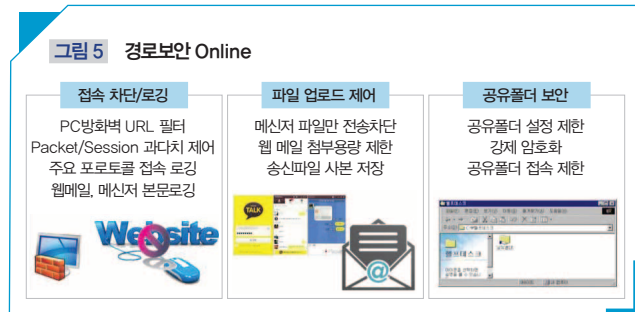 그림 5 경로보안 Online
접속 차단/로깅
PC방화벽 URL 필터
Packet/Session 과다치 제어
주요 포로토콜 접속 로깅
웹메일, 메신저 본문로깅
Website
파일 업로드 제어
메신저 파일만 전송차단
웹 메일 첨부용량 제한
송신파일 사본 저장
TALK
@
공유폴더 보안
공유폴더 설정 제한
강제 암호화
공유폴더 접속 제한